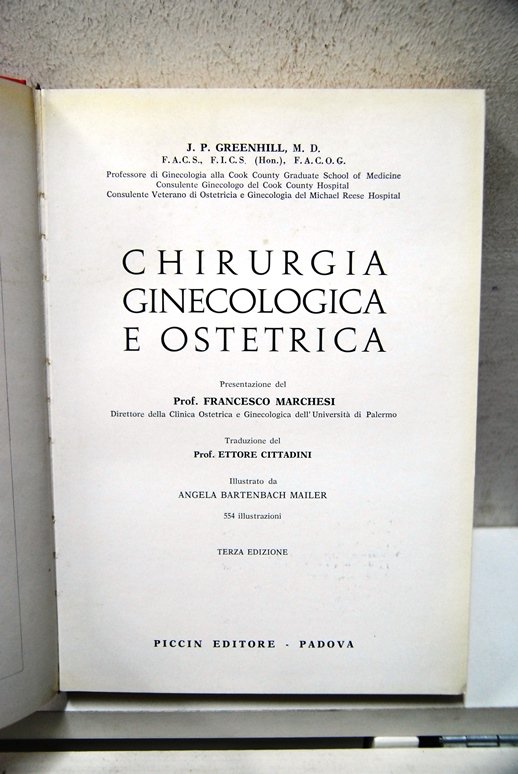 J. P. GREENHILL, M. D.
F.A.C.S., F.I.C.S. (Hon.), F.A.C.O.G.
Professore di Ginecologia alla Cook County Graduate School of Medicine
Consulente Ginecologo del Cook County Hospital
Consulente Veterano di Ostetricia e Ginecologia del Michael Reese Hospital
CHIRURGIA
GINECOLOGICA
E OSTETRICA
Presentazione del
Prof. FRANCESCO MARCHESI
Direttore della Clinica Ostetrica e Ginecologica dell'Università di Palermo
Traduzione del
Prof. ETTORE CITTADINI
Illustrato da
ANGELA BARTENBACH MAILER
554 illustrazioni
TERZA EDIZIONE
PICCIN EDITORE - PADOVA